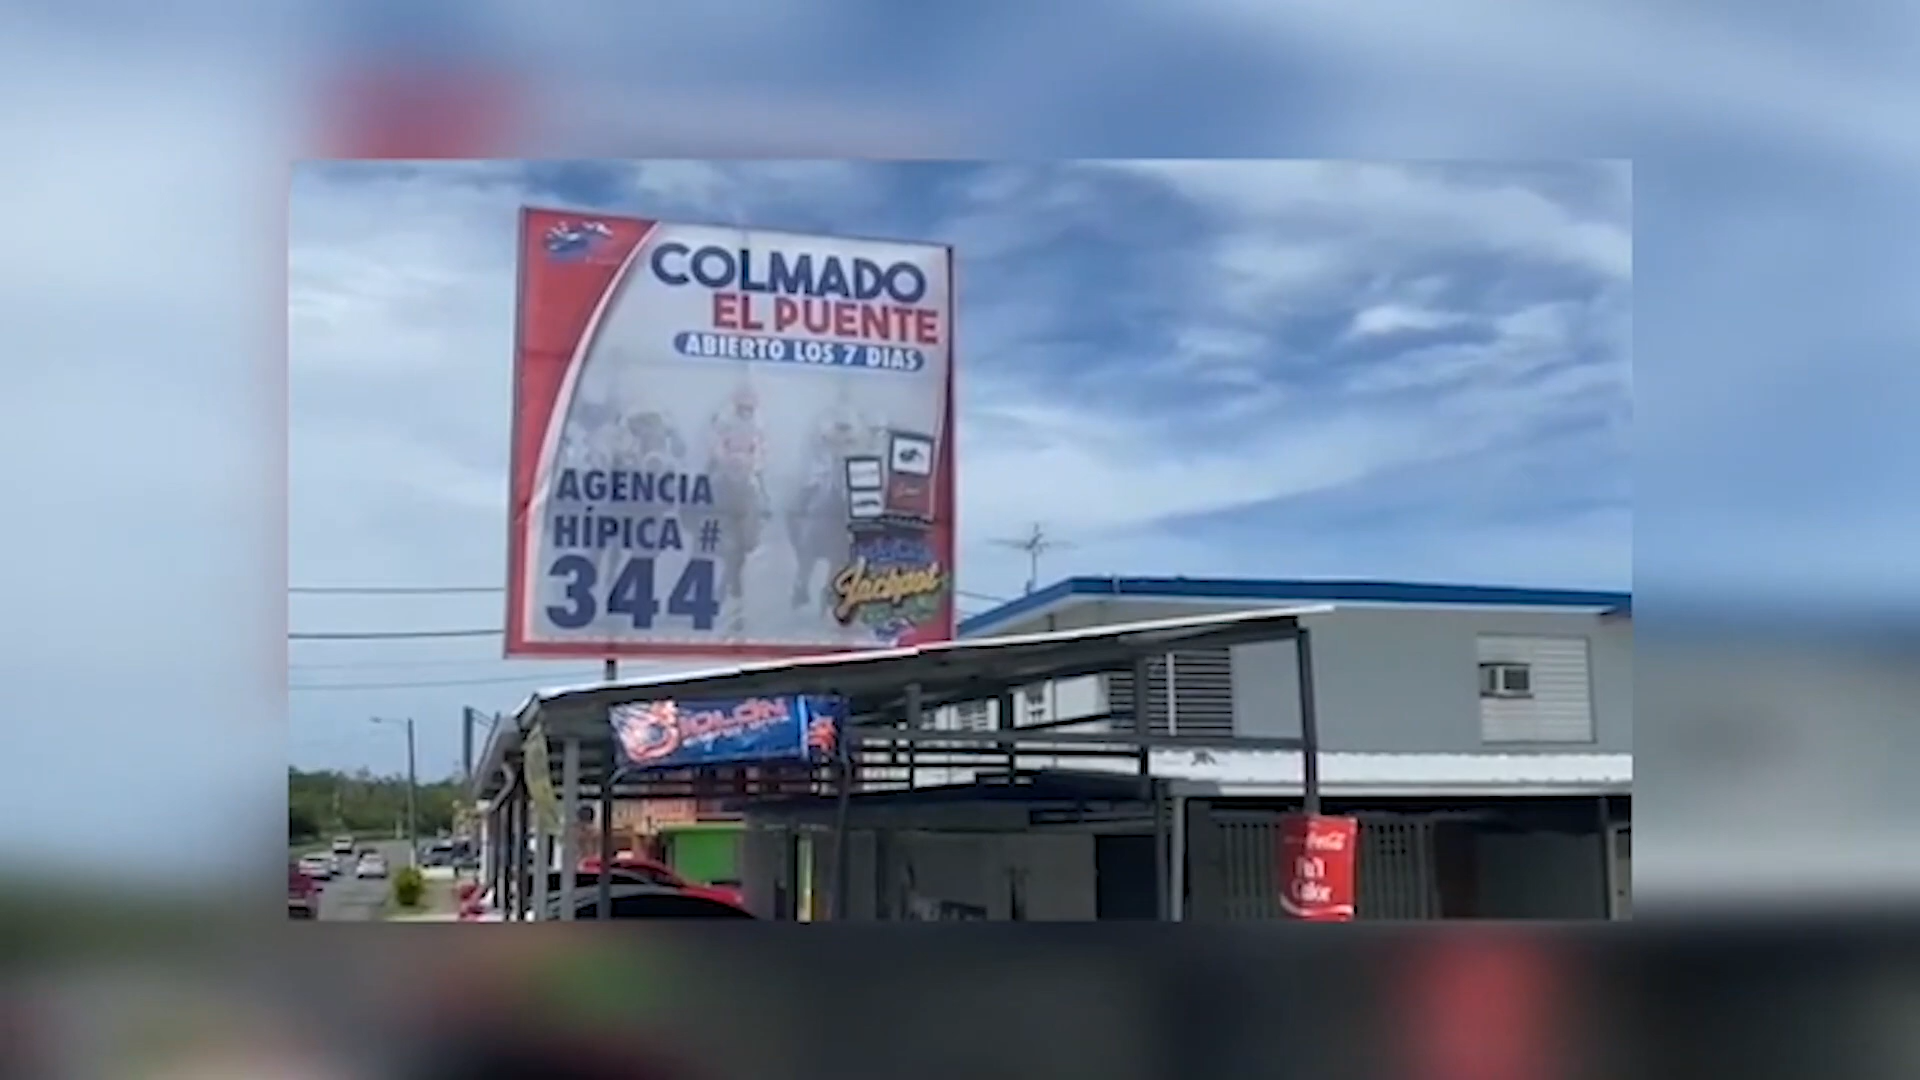 COLMADO
EL PUENTE
ABIERTO LOS 7 DIAS
AGENCIA
HÍPICA #
344
Jackpot